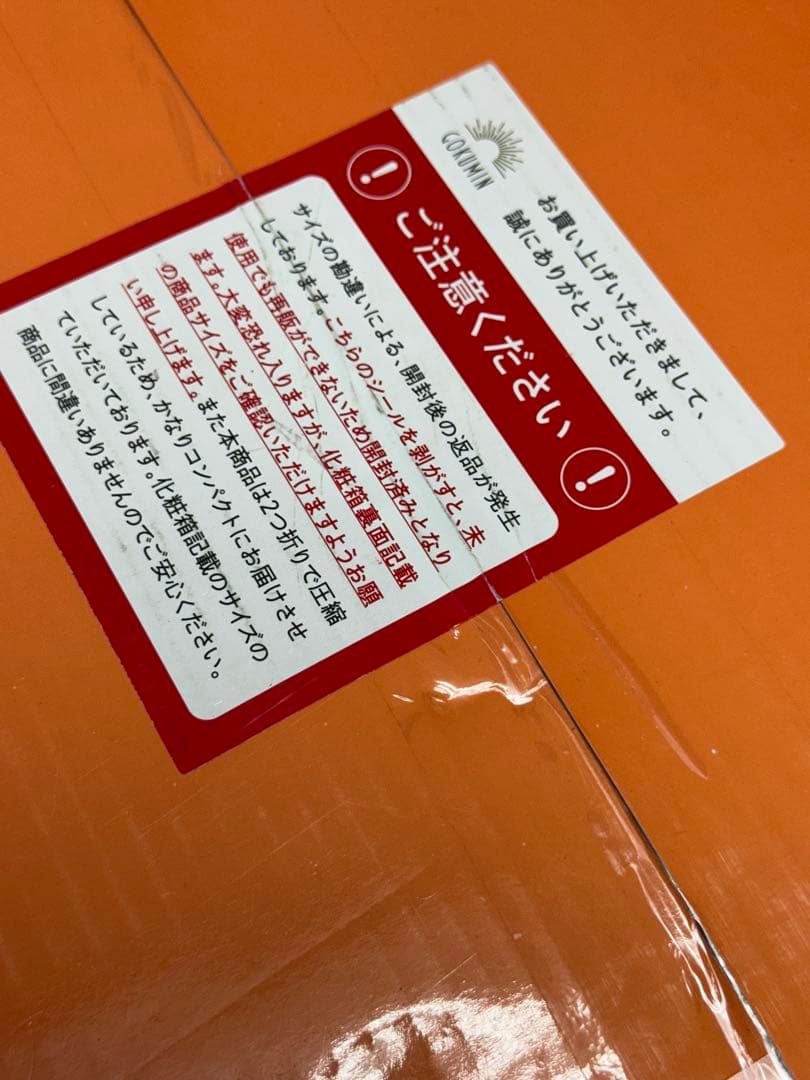 GOKUMIN
お買い上げいただきまして、
誠にありがとうございます。
! ご注意ください !
サイズの勘違いによる、開封後の返品が発生
しております。こちらのシールを剥がすと、未
使用でも再販ができないため開封済みとなり
ます。大変恐れ入りますが、化粧箱裏面記載
の商品サイズをご確認いただけますようお願
い申し上げます。また本商品は2つ折りで圧縮
しているため、かなりコンパクトにお届けさせ
ていただいております。化粧箱記載のサイズの
商品に間違いありませんのでご安心ください。